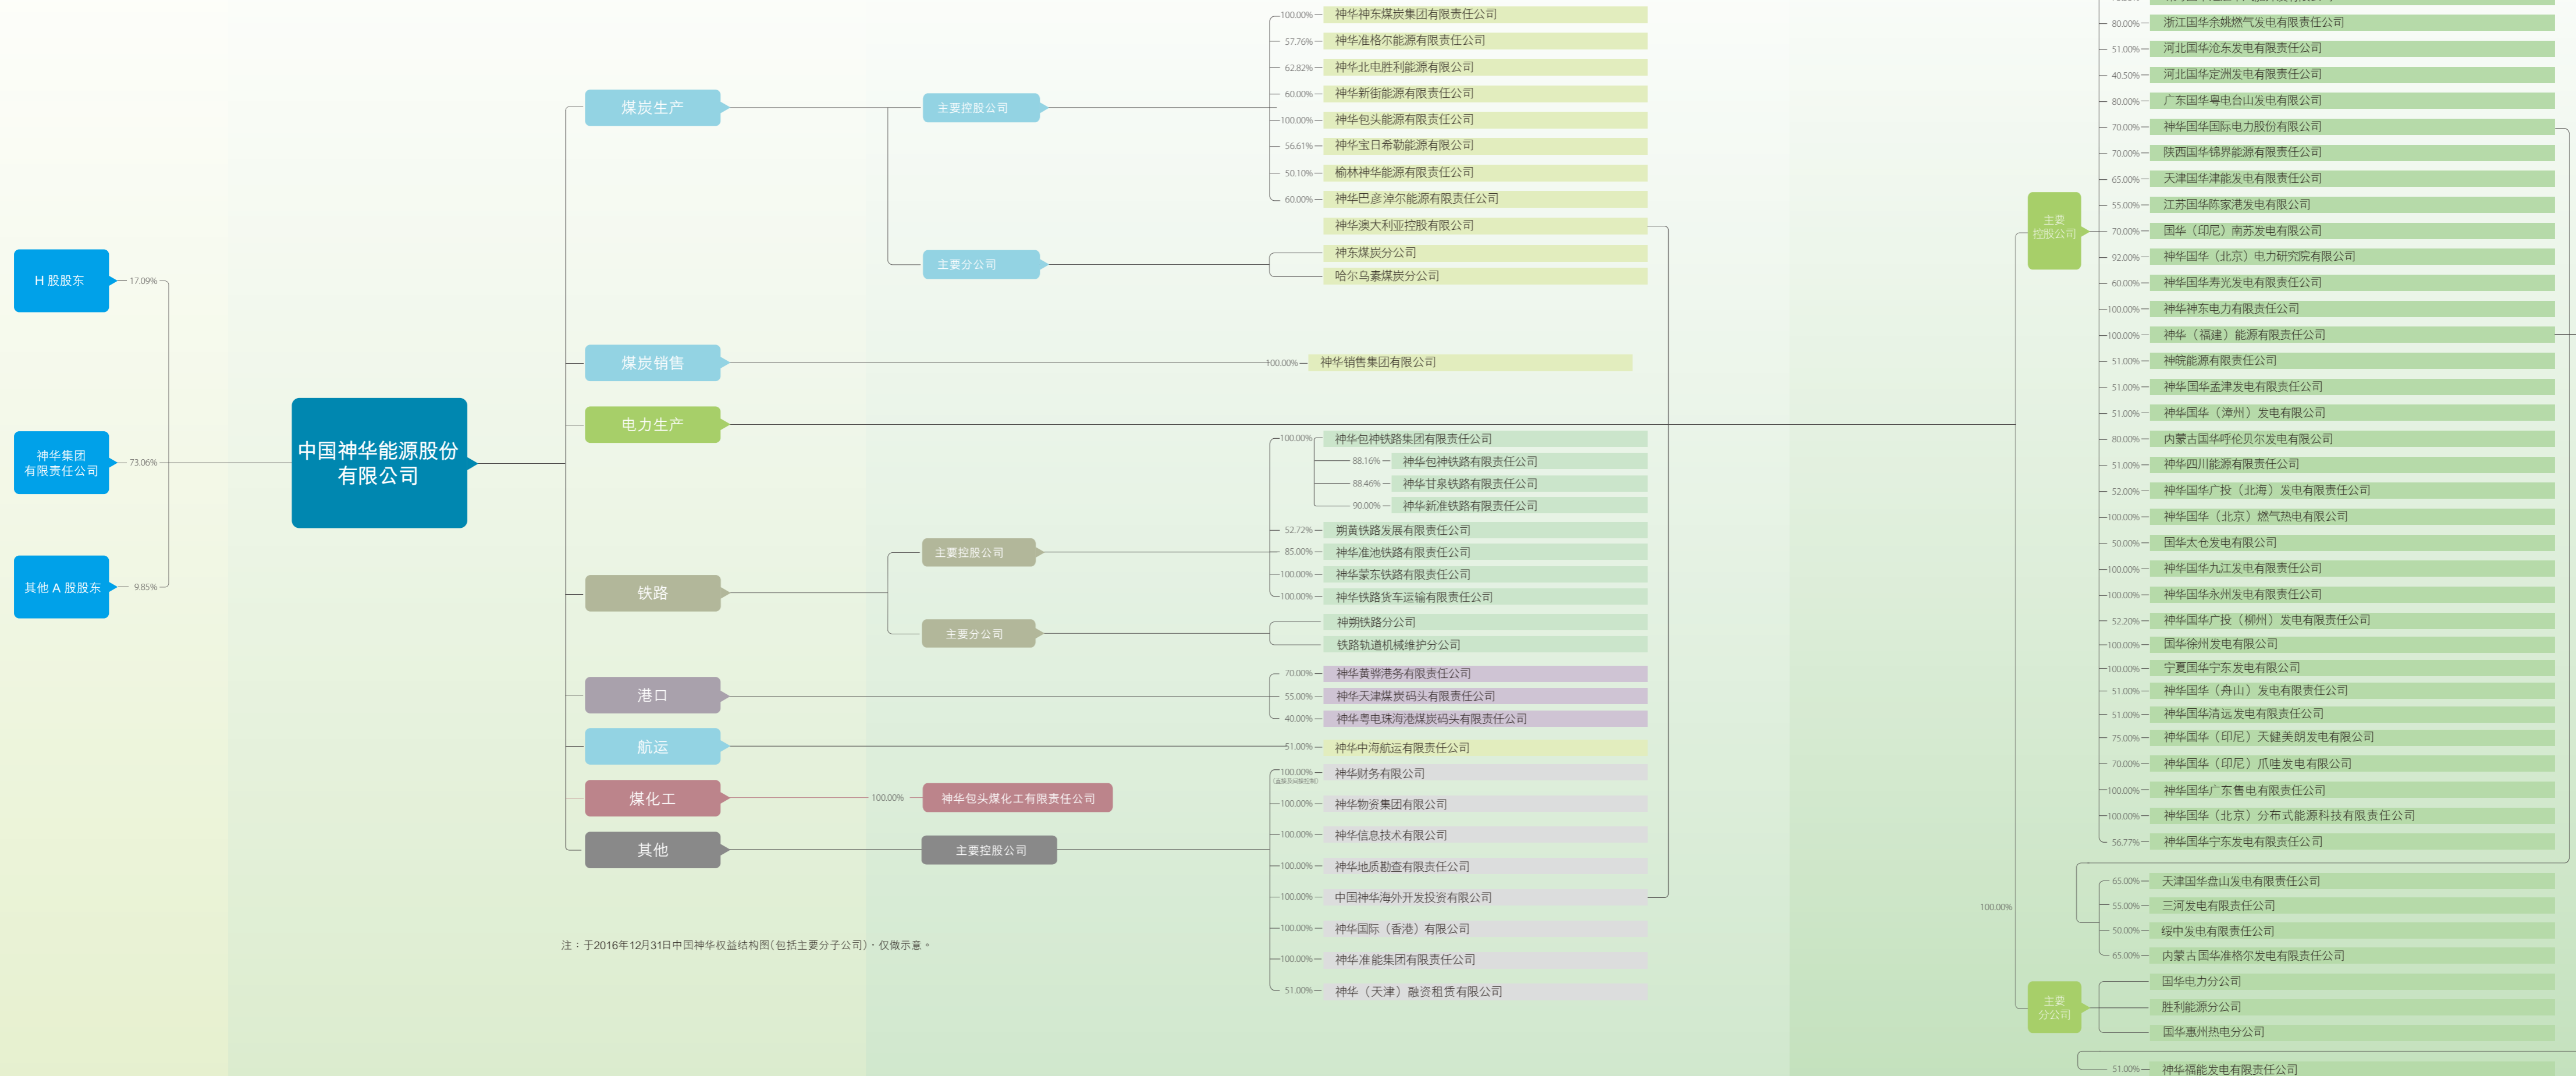 H 股股东
17.09%
神华集团
有限责任公司
73.06%
其他 A 股股东
9.85%
中国神华能源股份
有限公司
煤炭生产
主要控股公司
100.00% 神华神东煤炭集团有限责任公司
57.76% 神华准格尔能源有限责任公司
62.82% 神华北电胜利能源有限公司
60.00% 神华新街能源有限责任公司
100.00% 神华包头能源有限责任公司
56.61% 神华宝日希勒能源有限公司
50.10% 榆林神华能源有限责任公司
60.00% 神华巴彦淖尔能源有限责任公司
神华澳大利亚控股有限公司
主要分公司
神东煤炭分公司
哈尔乌素煤炭分公司
煤炭销售
100.00% 神华销售集团有限公司
电力生产
铁路
主要控股公司
100.00% 神华包神铁路集团有限责任公司
88.16% 神华包神铁路有限责任公司
88.46% 神华甘泉铁路有限责任公司
90.00% 神华新准铁路有限责任公司
52.72% 朔黄铁路发展有限责任公司
85.00% 神华准池铁路有限责任公司
100.00% 神华蒙东铁路有限责任公司
100.00% 神华铁路货车运输有限责任公司
主要分公司
神朔铁路分公司
铁路轨道机械维护分公司
港口
70.00% 神华黄骅港务有限责任公司
55.00% 神华天津煤炭码头有限责任公司
40.00% 神华粤电珠海港煤炭码头有限责任公司
航运
51.00% 神华中海航运有限责任公司
煤化工
100.00%
神华包头煤化工有限责任公司
其他
主要控股公司
100.00% 神华财务有限公司
（直接及间接控制）
100.00% 神华物资集团有限公司
100.00% 神华信息技术有限公司
100.00% 神华地质勘查有限责任公司
100.00% 中国神华海外开发投资有限公司
100.00% 神华国际（香港）有限公司
100.00% 神华准能集团有限责任公司
51.00% 神华（天津）融资租赁有限公司
注：于2016年12月31日中国神华权益结构图(包括主要分子公司)，仅做示意。
主要
控股公司
80.00% 浙江国华余姚燃气发电有限责任公司
51.00% 河北国华沧东发电有限责任公司
40.50% 河北国华定洲发电有限责任公司
80.00% 广东国华粤电台山发电有限公司
70.00% 神华国华国际电力股份有限公司
70.00% 陕西国华锦界能源有限责任公司
65.00% 天津国华津能发电有限责任公司
55.00% 江苏国华陈家港发电有限公司
70.00% 国华（印尼）南苏发电有限公司
92.00% 神华国华（北京）电力研究院有限公司
60.00% 神华国华寿光发电有限责任公司
100.00% 神华神东电力有限责任公司
100.00% 神华（福建）能源有限责任公司
51.00% 神皖能源有限责任公司
51.00% 神华国华孟津发电有限责任公司
51.00% 神华国华（漳州）发电有限公司
80.00% 内蒙古国华呼伦贝尔发电有限公司
51.00% 神华四川能源有限责任公司
52.00% 神华国华广投（北海）发电有限责任公司
100.00% 神华国华（北京）燃气热电有限公司
50.00% 国华太仓发电有限公司
100.00% 神华国华九江发电有限责任公司
100.00% 神华国华永州发电有限责任公司
52.20% 神华国华广投（柳州）发电有限责任公司
100.00% 国华徐州发电有限公司
100.00% 宁夏国华宁东发电有限公司
51.00% 神华国华（舟山）发电有限责任公司
51.00% 神华国华清远发电有限责任公司
75.00% 神华国华（印尼）天健美朗发电有限公司
70.00% 神华国华（印尼）爪哇发电有限公司
100.00% 神华国华广东售电有限责任公司
100.00% 神华国华（北京）分布式能源科技有限责任公司
56.77% 神华国华宁东发电有限责任公司
65.00% 天津国华盘山发电有限责任公司
55.00% 三河发电有限责任公司
50.00% 绥中发电有限责任公司
65.00% 内蒙古国华准格尔发电有限责任公司
100.00%
主要
分公司
国华电力分公司
胜利能源分公司
国华惠州热电分公司
51.00% 神华福能发电有限责任公司